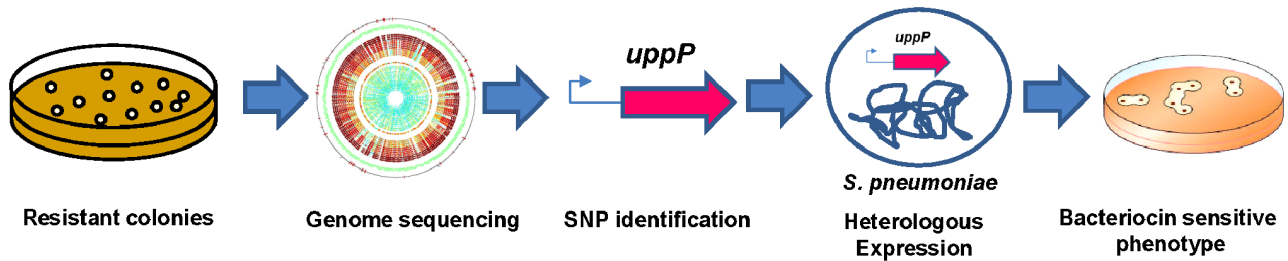 uppP
uppP
S. pneumoniae
Resistant colonies
Genome sequencing
SNP identification
Heterologous
Expression
Bacteriocin sensitive
phenotype